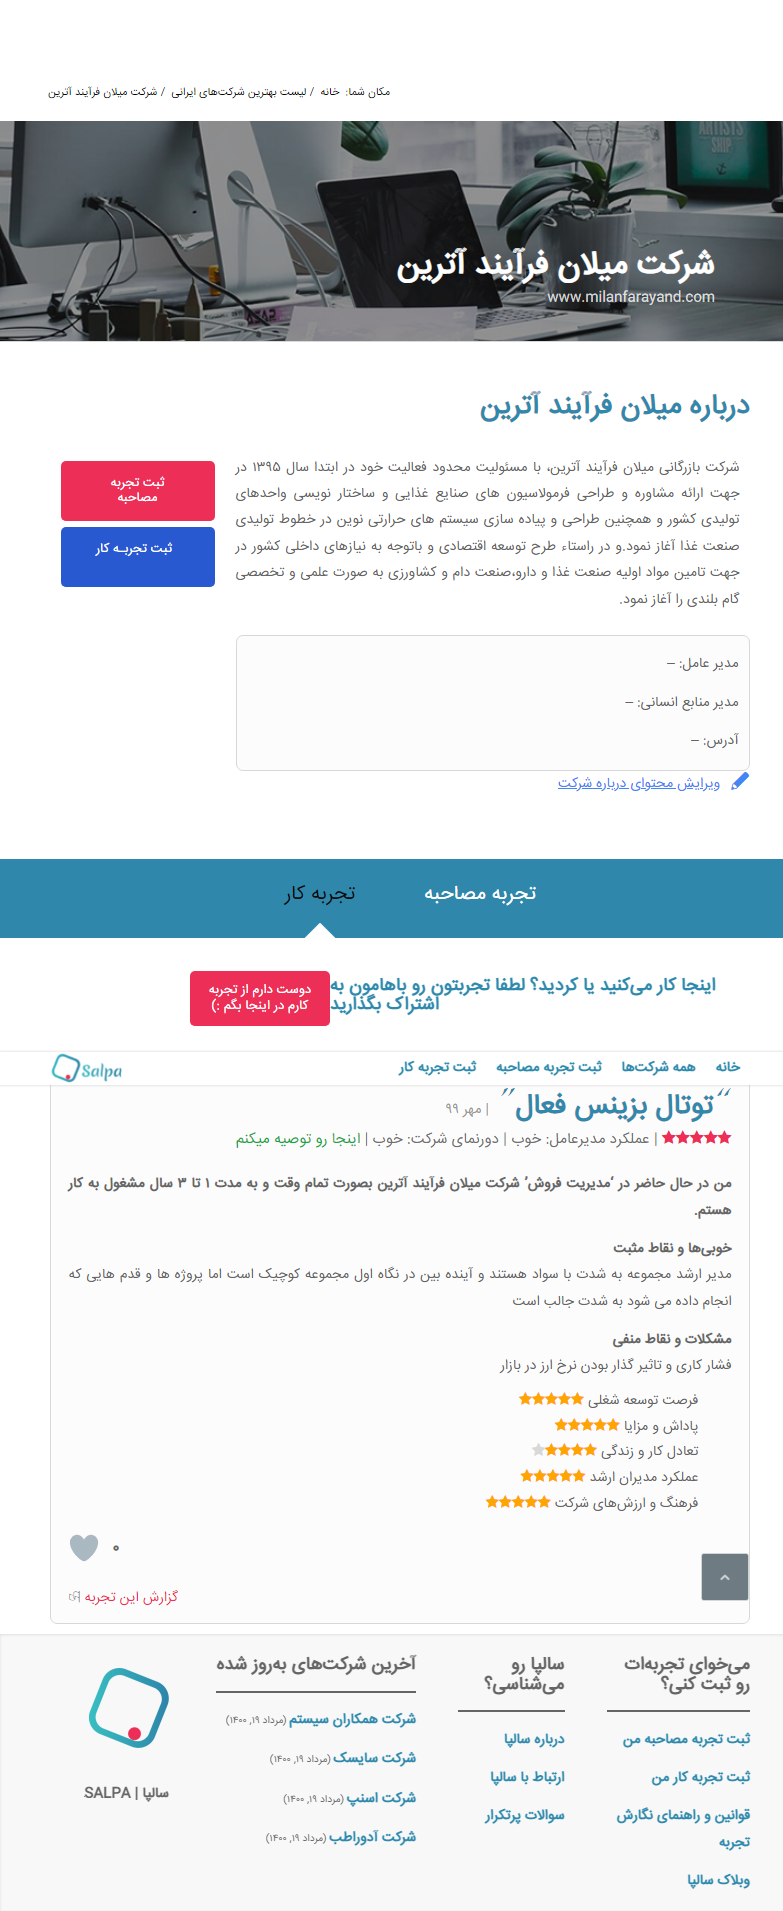 مکان شما: خانه / لیست بهترین شرکت‌های ایرانی / شرکت میلان فرآیند آترین
ARTISTS
SHIP
شرکت میلان فرآیند آترین
www.milanfarayand.com
درباره میلان فرآیند آترین
شرکت بازرگانی میلان فرآیند آترین، با مسئولیت محدود فعالیت خود در ابتدا سال ۱۳۹۵ در
جهت ارائه مشاوره و طراحی فرمولاسیون های صنایع غذایی و ساختار نویسی واحدهای
تولیدی کشور و همچنین طراحی و پیاده سازی سیستم های حرارتی نوین در خطوط تولیدی
صنعت غذا آغاز نمود.و در راستاء طرح توسعه اقتصادی و باتوجه به نیازهای داخلی کشور در
جهت تامین مواد اولیه صنعت غذا و دارو،صنعت دام و کشاورزی به صورت علمی و تخصصی
گام بلندی را آغاز نمود.
ثبت تجربه
مصاحبه
ثبت تجربـه کار
مدیر عامل: –
مدیر منابع انسانی: –
آدرس: –
ویرایش محتوای درباره شرکت
تجربه مصاحبه
تجربه کار
اینجا کار می‌کنید یا کردید؟ لطفا تجربتون رو باهامون به
اشتراک بگذارید
دوست دارم از تجربه
کارم در اینجا بگم :)
خانه همه شرکت‌ها ثبت تجربه مصاحبه ثبت تجربه کار
Salpa
”توتال بزینس فعال” | مهر ۹۹
| عملکرد مدیرعامل: خوب | دورنمای شرکت: خوب | اینجا رو توصیه میکنم
من در حال حاضر در ‘مدیریت فروش‘ شرکت میلان فرآیند آترین بصورت تمام وقت و به مدت ۱ تا ۳ سال مشغول به کار
هستم.
خوبی‌ها و نقاط مثبت
مدیر ارشد مجموعه به شدت با سواد هستند و آینده بین در نگاه اول مجموعه کوچیک است اما پروژه ها و قدم هایی که
انجام داده می شود به شدت جالب است
مشکلات و نقاط منفی
فشار کاری و تاثیر گذار بودن نرخ ارز در بازار
فرصت توسعه شغلی
پاداش و مزایا
تعادل کار و زندگی
عملکرد مدیران ارشد
فرهنگ و ارزش‌های شرکت
۰
گزارش این تجربه
می‌خوای تجربه‌ات
رو ثبت کنی؟
ثبت تجربه مصاحبه من
ثبت تجربه کار من
قوانین و راهنمای نگارش
تجربه
وبلاگ سالپا
سالپا رو
می‌شناسی؟
درباره سالپا
ارتباط با سالپا
سوالات پرتکرار
آخرین شرکت‌های به‌روز شده
شرکت همکاران سیستم (مرداد ۱۹, ۱۴۰۰)
شرکت سایسک (مرداد ۱۹, ۱۴۰۰)
شرکت اسنپ (مرداد ۱۹, ۱۴۰۰)
شرکت آدوراطب (مرداد ۱۹, ۱۴۰۰)
سالپا | SALPA